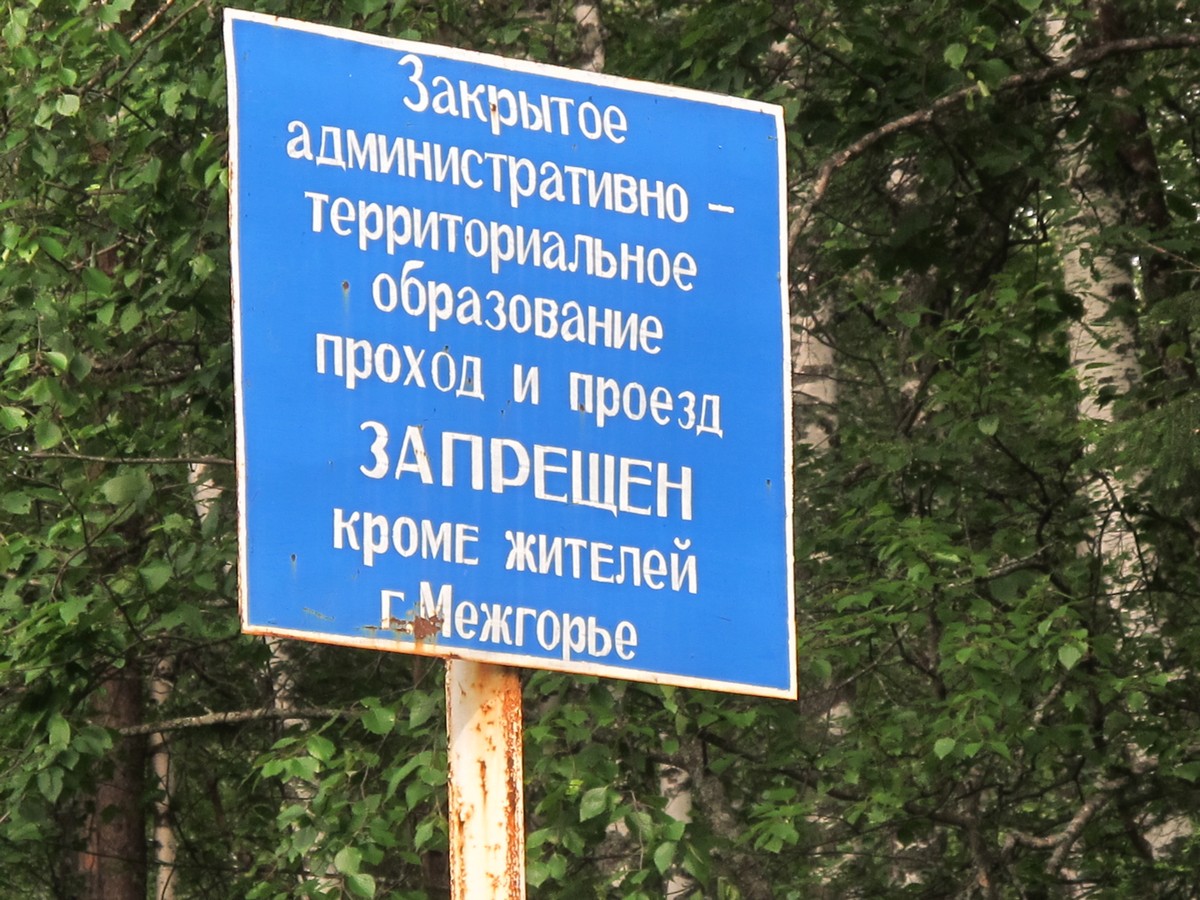 Закрытое
административно –
территориальное
образование
проход и проезд
ЗАПРЕЩЕН
кроме жителей
г.Межгорье